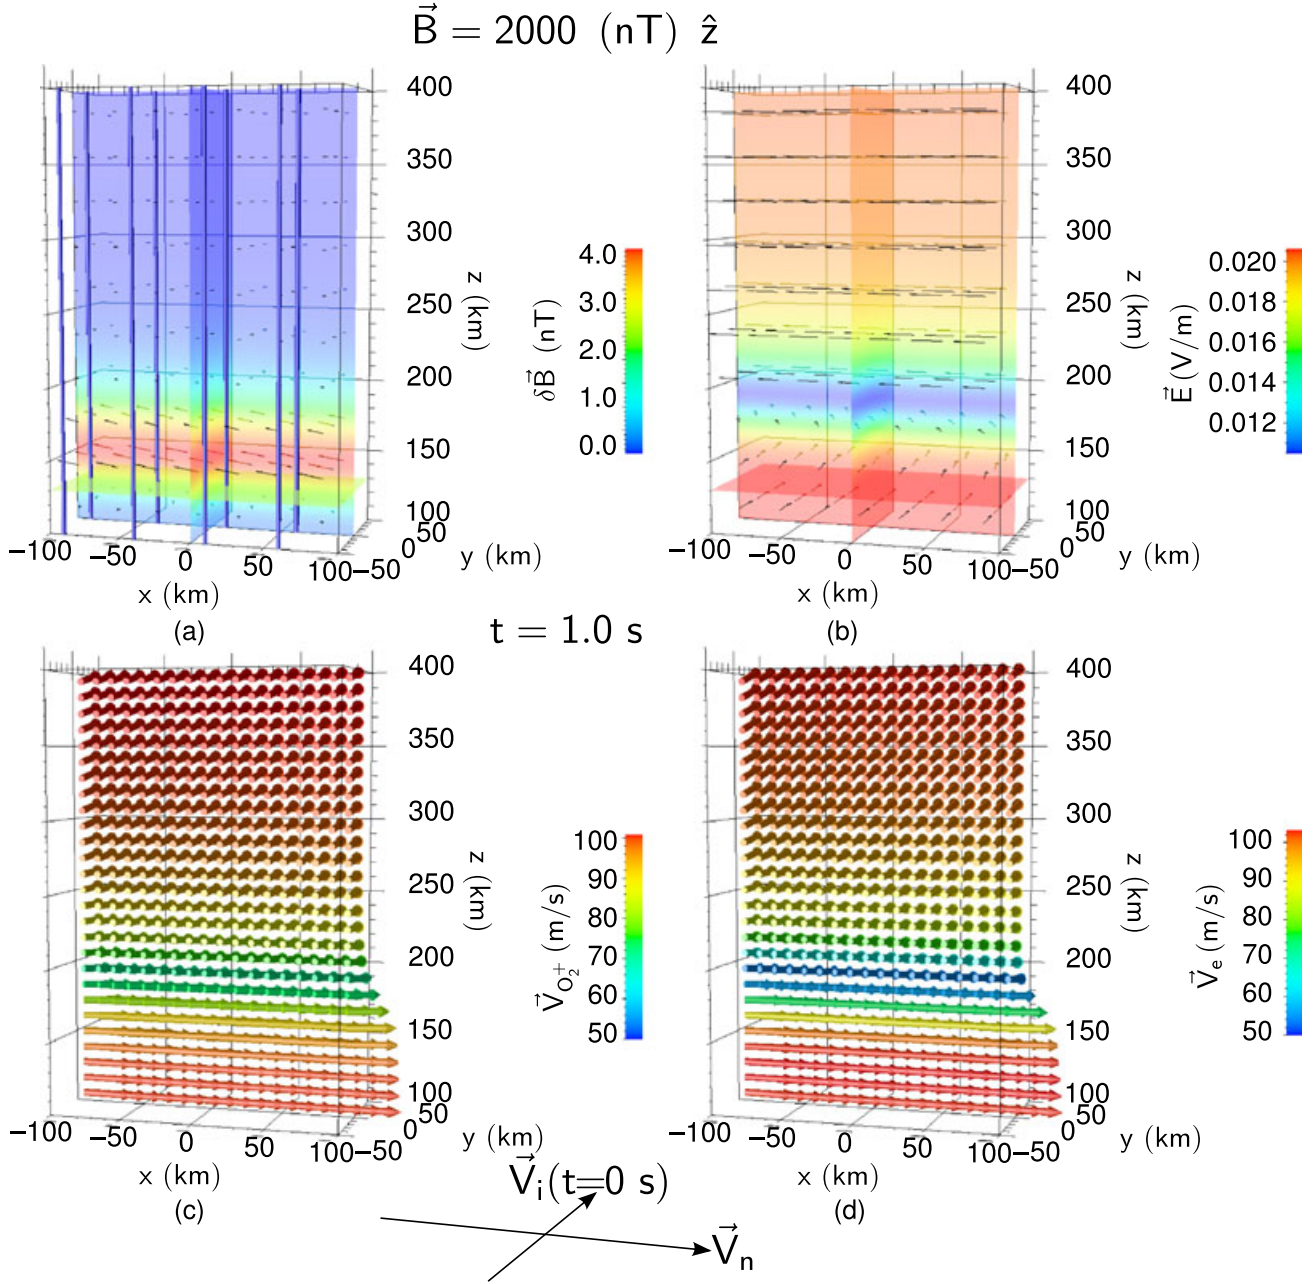 B⃗ = 2000 (nT) ẑ
400
350
300
250
200
150
100
50
0
−50
z (km)
4.0
3.0
2.0
1.0
0.0
δB⃗ (nT)
−100 −50 0 50 100
x (km)
y (km)
(a)
400
350
300
250
200
150
100
50
0
−50
z (km)
0.020
0.018
0.016
0.014
0.012
E⃗ (V/m)
−100 −50 0 50 100
x (km)
y (km)
(b)
t = 1.0 s
400
350
300
250
200
150
100
50
0
−50
z (km)
100
90
80
70
60
50
V⃗O₂⁺ (m/s)
−100 −50 0 50 100
x (km)
y (km)
(c)
400
350
300
250
200
150
100
50
0
−50
z (km)
100
90
80
70
60
50
V⃗e (m/s)
−100 −50 0 50 100
x (km)
y (km)
(d)
V⃗i(t=0 s)
V⃗n